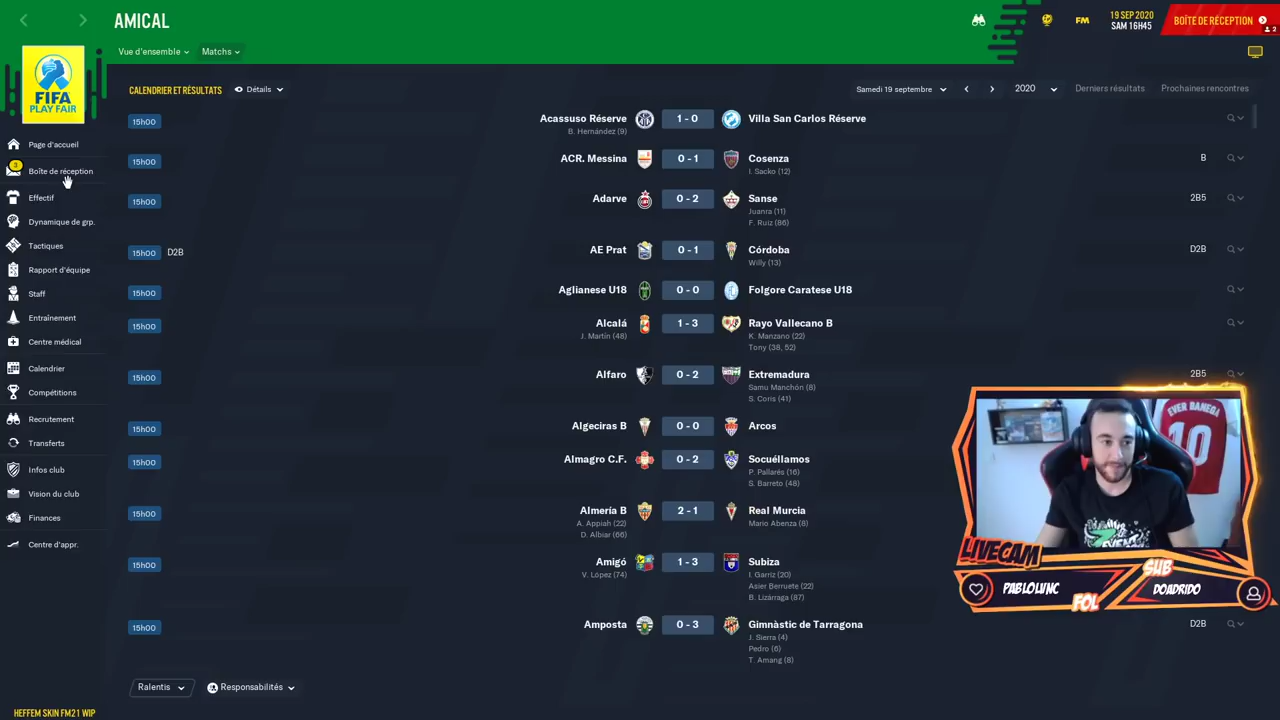 AMICAL
19 SEP 2020
SAM 16H45
FM
BOÎTE DE RÉCEPTION
2
Vue d'ensemble
Matchs
FIFA
PLAY FAIR
CALENDRIER ET RÉSULTATS
Détails
Samedi 19 septembre
2020
Derniers résultats
Prochaines rencontres
Page d'accueil
3
Boîte de réception
Effectif
Dynamique de grp.
Tactiques
Rapport d'équipe
Staff
Entraînement
Centre médical
Calendrier
Compétitions
Recrutement
Transferts
Infos club
Vision du club
Finances
Centre d'appr.
15h00 Acassuso Réserve 1 - 0 Villa San Carlos Réserve
B. Hernández (9)
15h00 ACR. Messina 0 - 1 Cosenza B
I. Sacko (12)
15h00 Adarve 0 - 2 Sanse 2B5
Juanra (11)
F. Ruiz (86)
15h00 D2B AE Prat 0 - 1 Córdoba D2B
Willy (13)
15h00 Aglianese U18 0 - 0 Folgore Caratese U18
15h00 Alcalá 1 - 3 Rayo Vallecano B
J. Martín (48) K. Manzano (22)
Tony (38, 52)
15h00 Alfaro 0 - 2 Extremadura 2B5
Samu Manchón (8)
S. Coris (41)
15h00 Algeciras B 0 - 0 Arcos
15h00 Almagro C.F. 0 - 2 Socuéllamos
P. Pallarés (16)
S. Barreto (48)
15h00 Almería B 2 - 1 Real Murcia
A. Appiah (22) Mario Abenza (8)
D. Albiar (66)
15h00 Amigó 1 - 3 Subiza
V. López (74) I. Garriz (20)
Asier Berruete (22)
B. Lizárraga (87)
15h00 Amposta 0 - 3 Gimnàstic de Tarragona D2B
J. Sierra (4)
Pedro (6)
T. Amang (8)
EVER BANEGA
10
LIVECAM
PABLOLUNC
FOL
SUB
DOADRIDO
Ralentis
Responsabilités
HEFFEM SKIN FM21 WIP